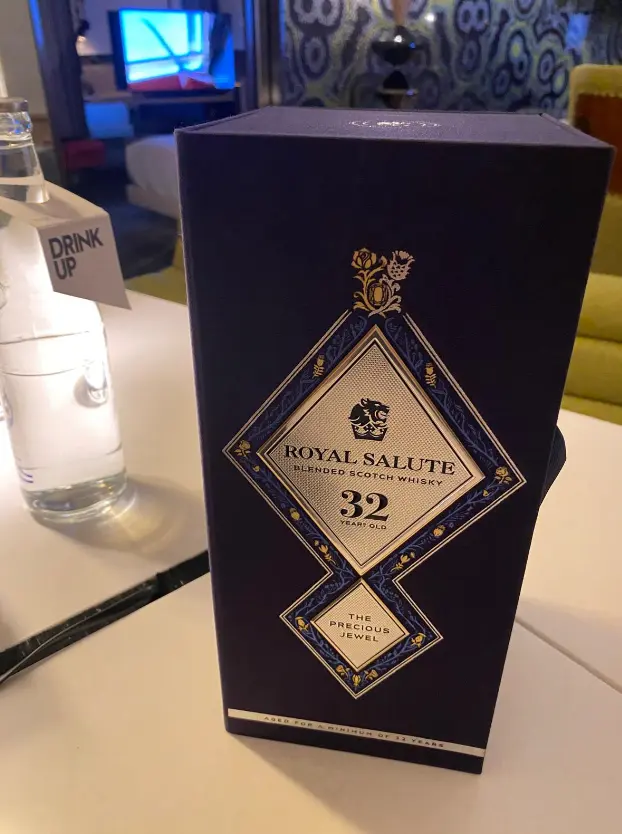 DRINK
UP
ROYAL SALUTE
BLENDED SCOTCH WHISKY
32
YEARS OLD
THE
PRECIOUS
JEWEL
AGED FOR A MINIMUM OF 32 YEARS